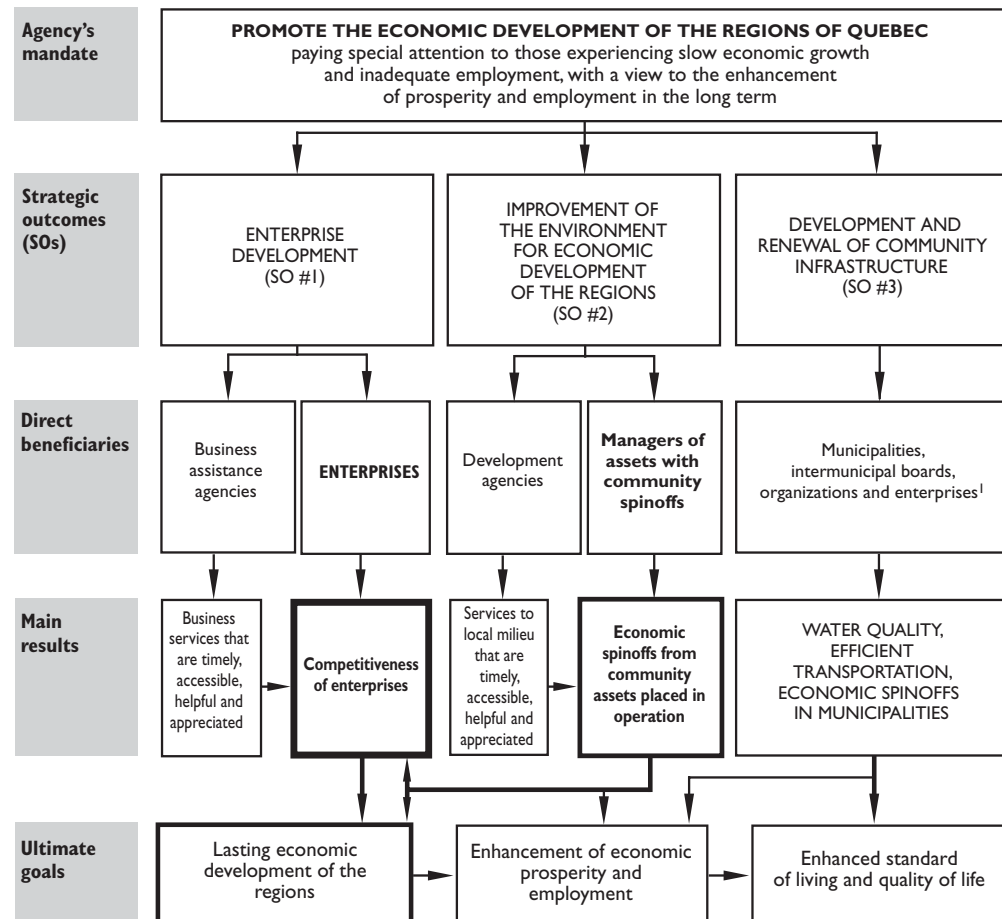 Agency's
mandate
PROMOTE THE ECONOMIC DEVELOPMENT OF THE REGIONS OF QUEBEC
paying special attention to those experiencing slow economic growth
and inadequate employment, with a view to the enhancement
of prosperity and employment in the long term
Strategic
outcomes
(SOs)
ENTERPRISE
DEVELOPMENT
(SO #1)
IMPROVEMENT OF
THE ENVIRONMENT
FOR ECONOMIC
DEVELOPMENT
OF THE REGIONS
(SO #2)
DEVELOPMENT AND
RENEWAL OF COMMUNITY
INFRASTRUCTURE
(SO #3)
Direct
beneficiaries
Business
assistance
agencies
ENTERPRISES
Development
agencies
Managers of
assets with
community
spinoffs
Municipalities,
intermunicipal boards,
organizations and enterprises¹
Main
results
Business
services that
are timely,
accessible,
helpful and
appreciated
Competitiveness
of enterprises
Services to
local milieu
that are
timely,
accessible,
helpful and
appreciated
Economic
spinoffs from
community
assets placed in
operation
WATER QUALITY,
EFFICIENT
TRANSPORTATION,
ECONOMIC SPINOFFS
IN MUNICIPALITIES
Ultimate
goals
Lasting economic
development of the
regions
Enhancement of economic
prosperity and
employment
Enhanced standard
of living and quality of life